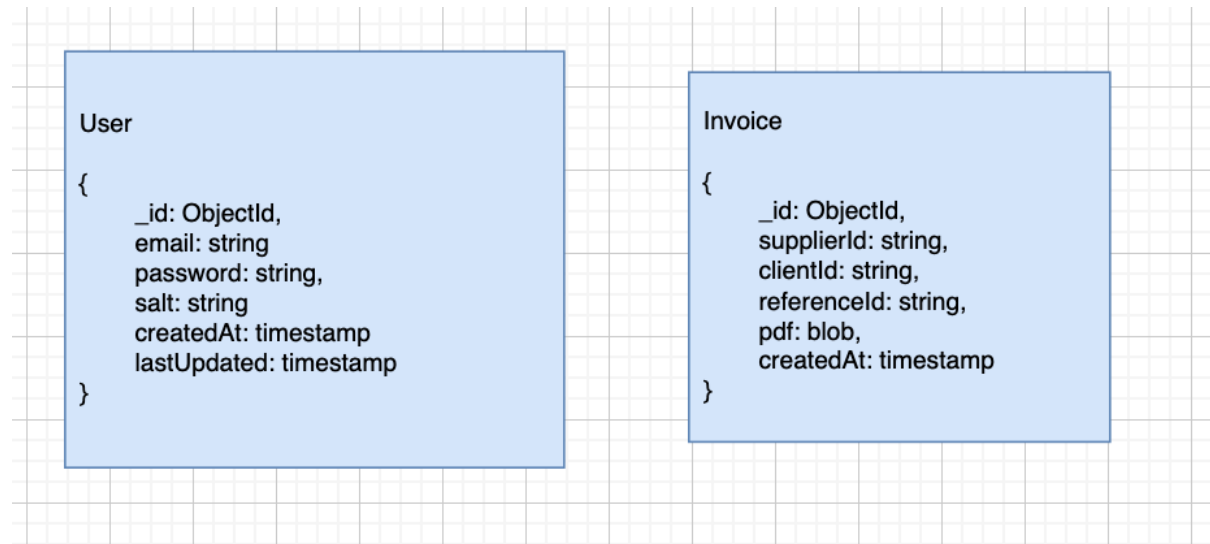 User
{
_id: ObjectId,
email: string
password: string,
salt: string
createdAt: timestamp
lastUpdated: timestamp
}
Invoice
{
_id: ObjectId,
supplierId: string,
clientId: string,
referenceId: string,
pdf: blob,
createdAt: timestamp
}